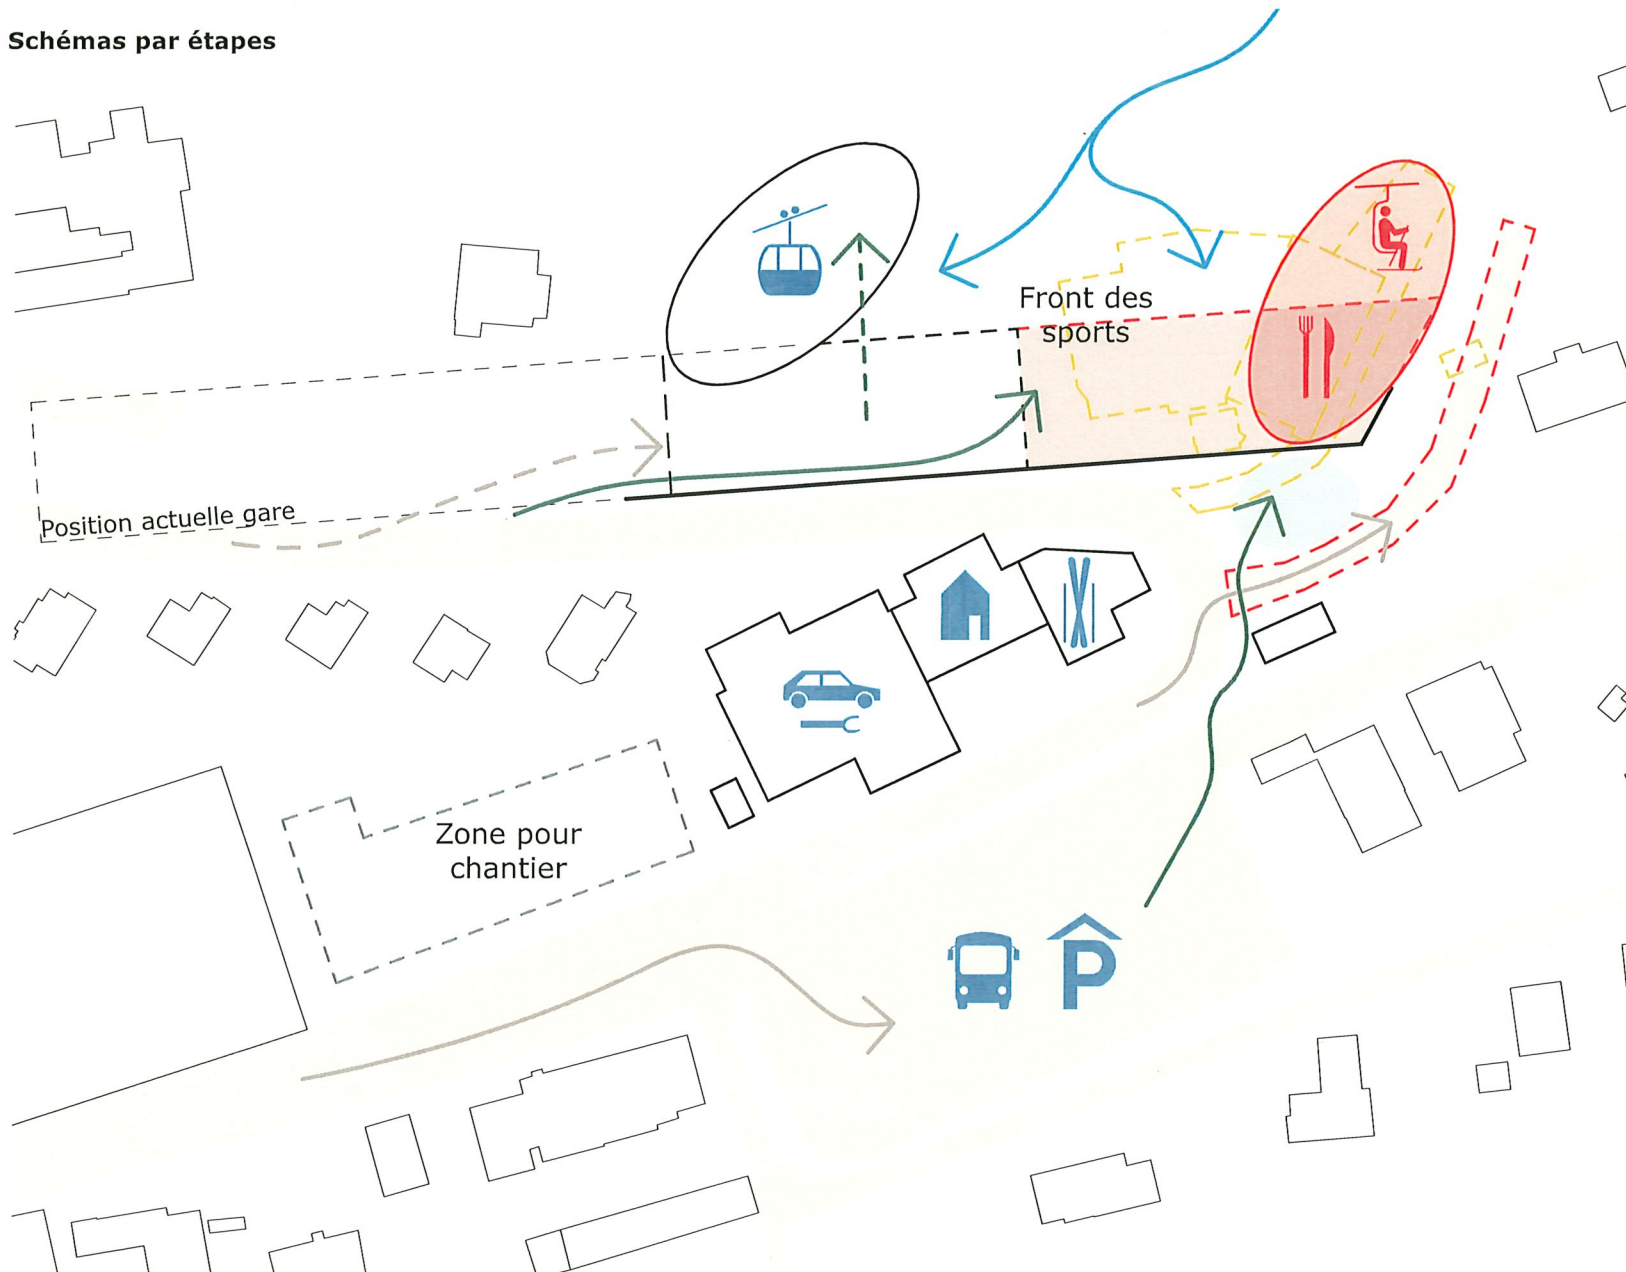 Schémas par étapes
Front des
sports
Position actuelle gare
Zone pour
chantier
P